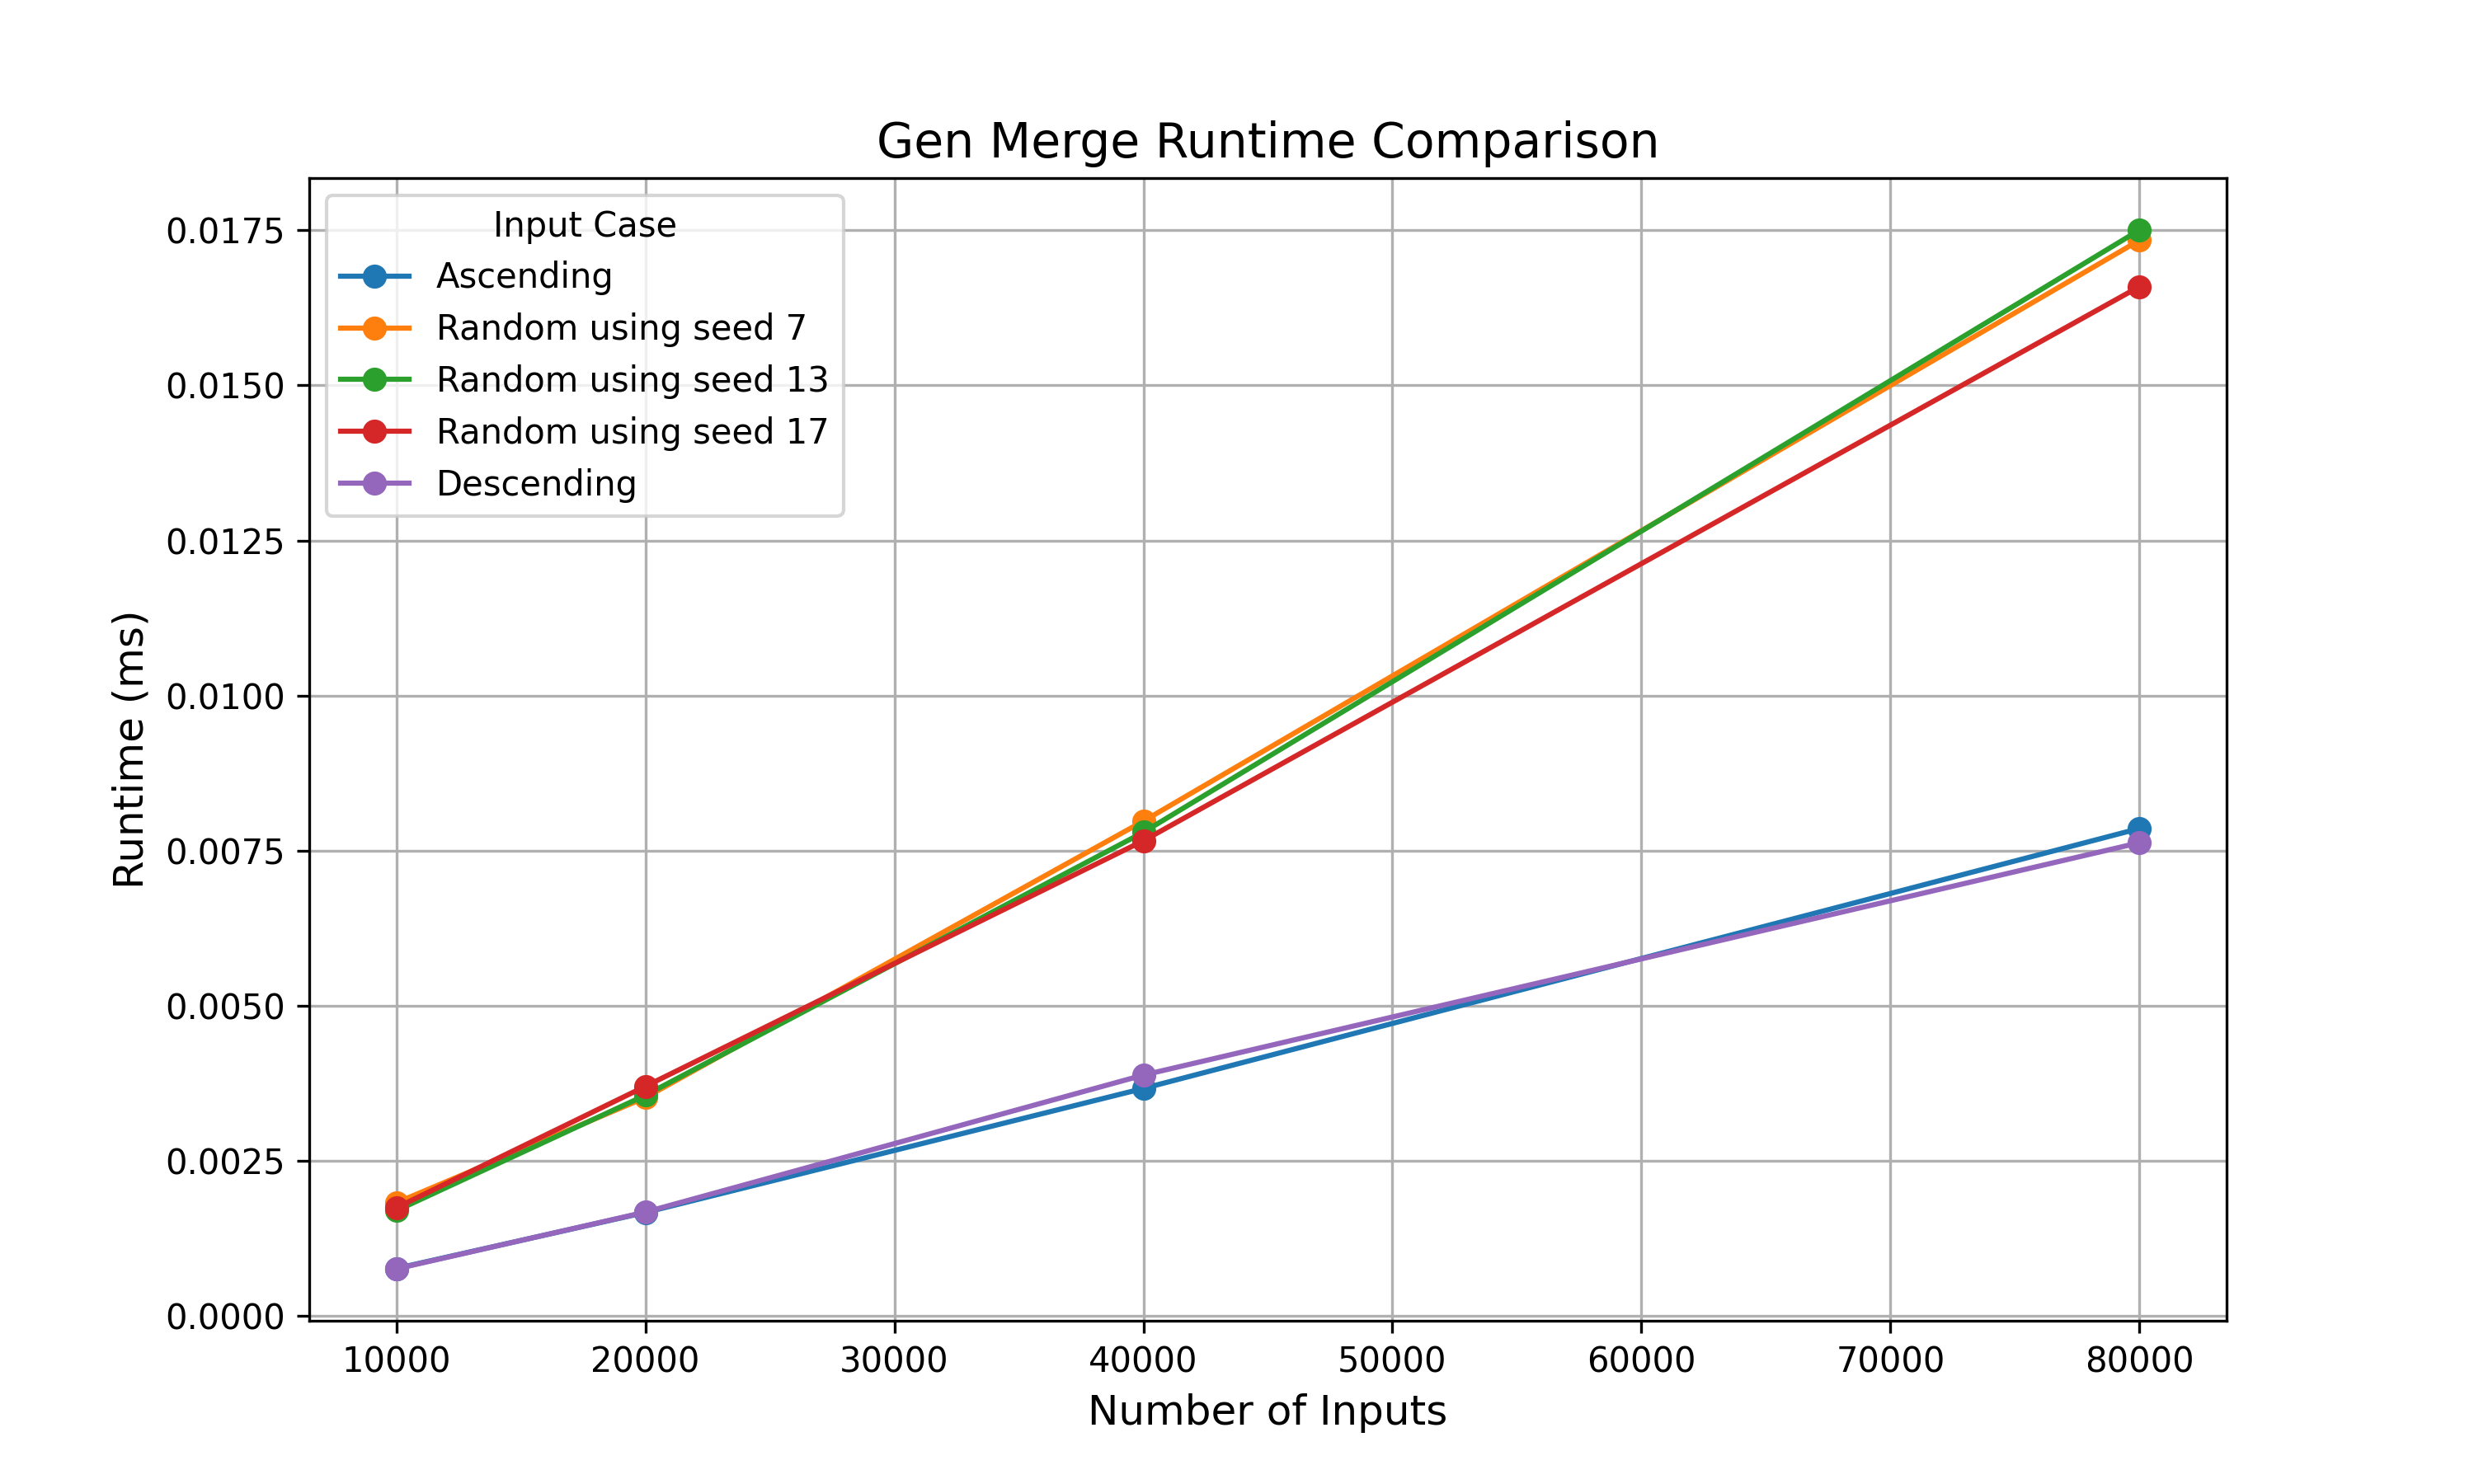 Gen Merge Runtime Comparison
Input Case
Ascending
Random using seed 7
Random using seed 13
Random using seed 17
Descending
Runtime (ms)
0.0175
0.0150
0.0125
0.0100
0.0075
0.0050
0.0025
0.0000
10000 20000 30000 40000 50000 60000 70000 80000
Number of Inputs